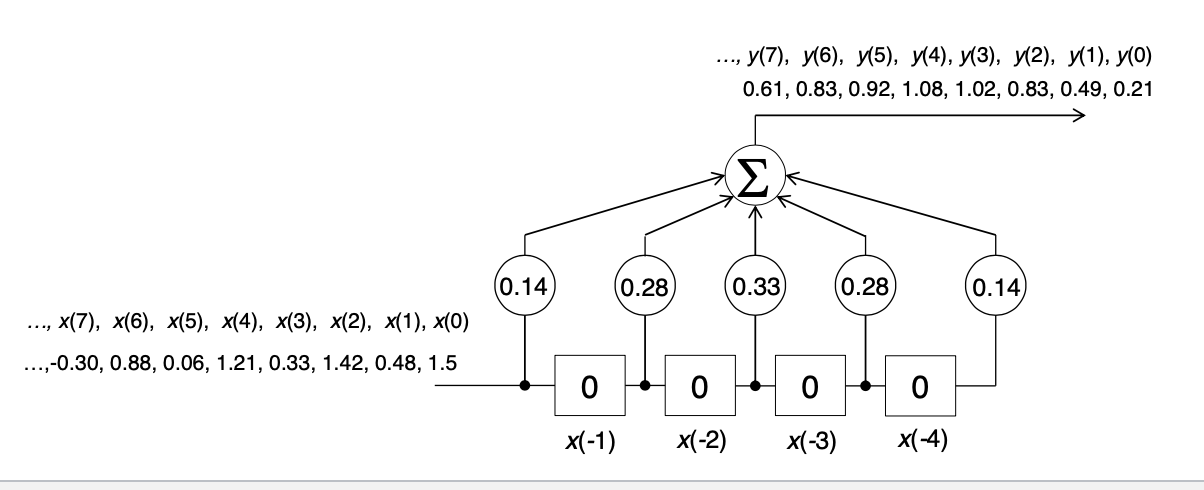 ..., y(7), y(6), y(5), y(4), y(3), y(2), y(1), y(0)
0.61, 0.83, 0.92, 1.08, 1.02, 0.83, 0.49, 0.21
Σ
0.14 0.28 0.33 0.28 0.14
..., x(7), x(6), x(5), x(4), x(3), x(2), x(1), x(0)
...,-0.30, 0.88, 0.06, 1.21, 0.33, 1.42, 0.48, 1.5
0 0 0 0
x(-1) x(-2) x(-3) x(-4)